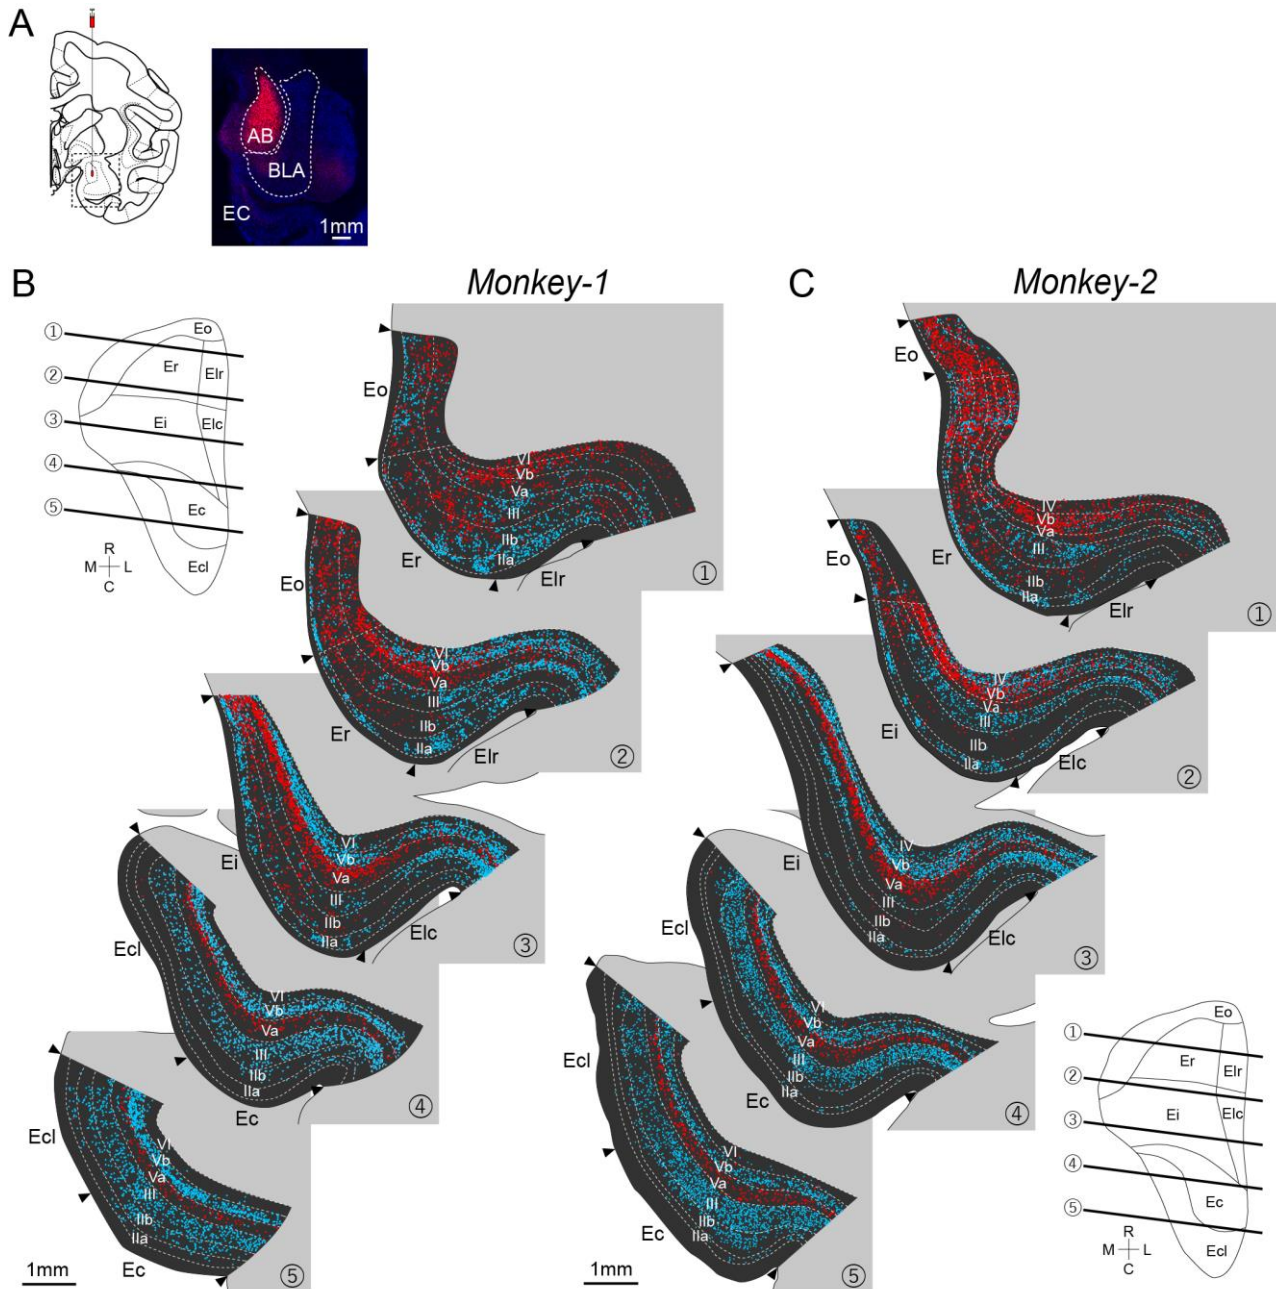 A
AB
BLA
EC
1mm
B
Monkey-1
C
Monkey-2
① Eo
Er Elr
②
③ Ei Elc
④
Ec
⑤
R
M L
C
Ecl
Eo
VI
Vb
Va
III
IIb
IIa
Er
Elr
①
Eo
VI
Vb
Va
III
IIb
IIa
Er
Elr
②
VI
Vb
Va
III
IIb
IIa
Ei
Elc
③
Ecl
VI
Vb
Va
III
IIb
IIa
Ec
④
Ecl
VI
Vb
Va
III
IIb
IIa
Ec
⑤
1mm
Eo
IV
Vb
Va
III
IIb
IIa
Er
Elr
①
Eo
IV
Vb
Va
III
IIb
IIa
Ei
Elc
②
IV
Vb
Va
III
IIb
IIa
Ei
Elc
③
Ecl
VI
Vb
Va
III
IIb
IIa
Ec
④
Ecl
VI
Vb
Va
III
IIb
IIa
Ec
⑤
1mm
① Eo
Er Elr
②
③ Ei Elc
④
Ec
⑤
R
M L
C
Ecl